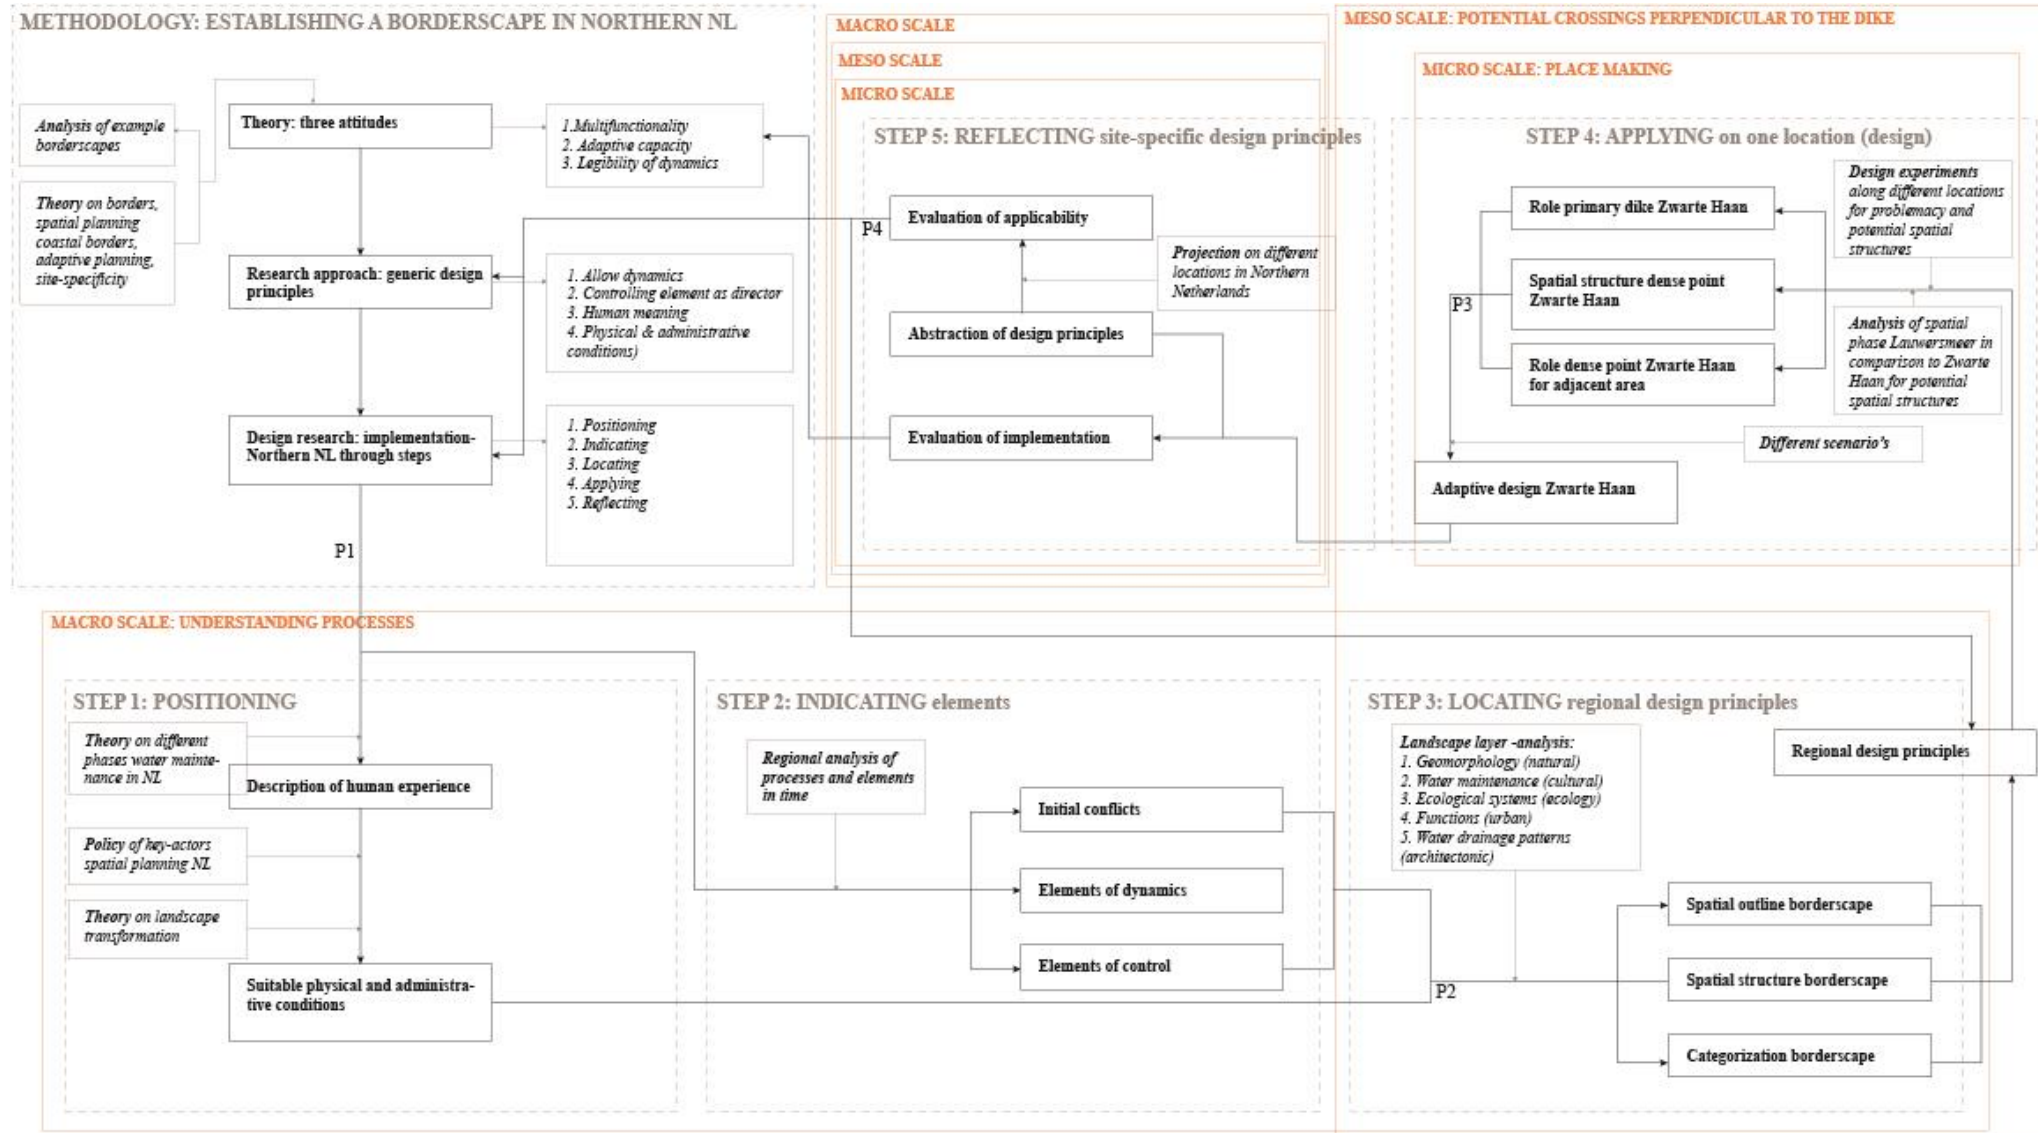 METHODOLOGY: ESTABLISHING A BORDERSCAPE IN NORTHERN NL
Analysis of example
borderscapes
Theory on borders,
spatial planning
coastal borders,
adaptive planning,
site-specificity
Theory: three attitudes
1.Multifunctionality
2. Adaptive capacity
3. Legibility of dynamics
Research approach: generic design
principles
1. Allow dynamics
2. Controlling element as director
3. Human meaning
4. Physical & administrative
conditions)
Design research: implementation-
Northern NL through steps
1. Positioning
2. Indicating
3. Locating
4. Applying
5. Reflecting
P1
MACRO SCALE
MESO SCALE
MICRO SCALE
STEP 5: REFLECTING site-specific design principles
P4
Evaluation of applicability
Projection on different
locations in Northern
Netherlands
Abstraction of design principles
Evaluation of implementation
MESO SCALE: POTENTIAL CROSSINGS PERPENDICULAR TO THE DIKE
MICRO SCALE: PLACE MAKING
STEP 4: APPLYING on one location (design)
Design experiments
along different locations
for problemacy and
potential spatial
structures
Role primary dike Zwarte Haan
Spatial structure dense point
Zwarte Haan
P3
Role dense point Zwarte Haan
for adjacent area
Analysis of spatial
phase Lauwersmeer in
comparison to Zwarte
Haan for potential
spatial structures
Different scenario's
Adaptive design Zwarte Haan
MACRO SCALE: UNDERSTANDING PROCESSES
STEP 1: POSITIONING
Theory on different
phases water mainte-
nance in NL
Description of human experience
Policy of key-actors
spatial planning NL
Theory on landscape
transformation
Suitable physical and administra-
tive conditions
STEP 2: INDICATING elements
Regional analysis of
processes and elements
in time
Initial conflicts
Elements of dynamics
Elements of control
P2
STEP 3: LOCATING regional design principles
Landscape layer -analysis:
1. Geomorphology (natural)
2. Water maintenance (cultural)
3. Ecological systems (ecology)
4. Functions (urban)
5. Water drainage patterns
(architectonic)
Regional design principles
Spatial outline borderscape
Spatial structure borderscape
Categorization borderscape